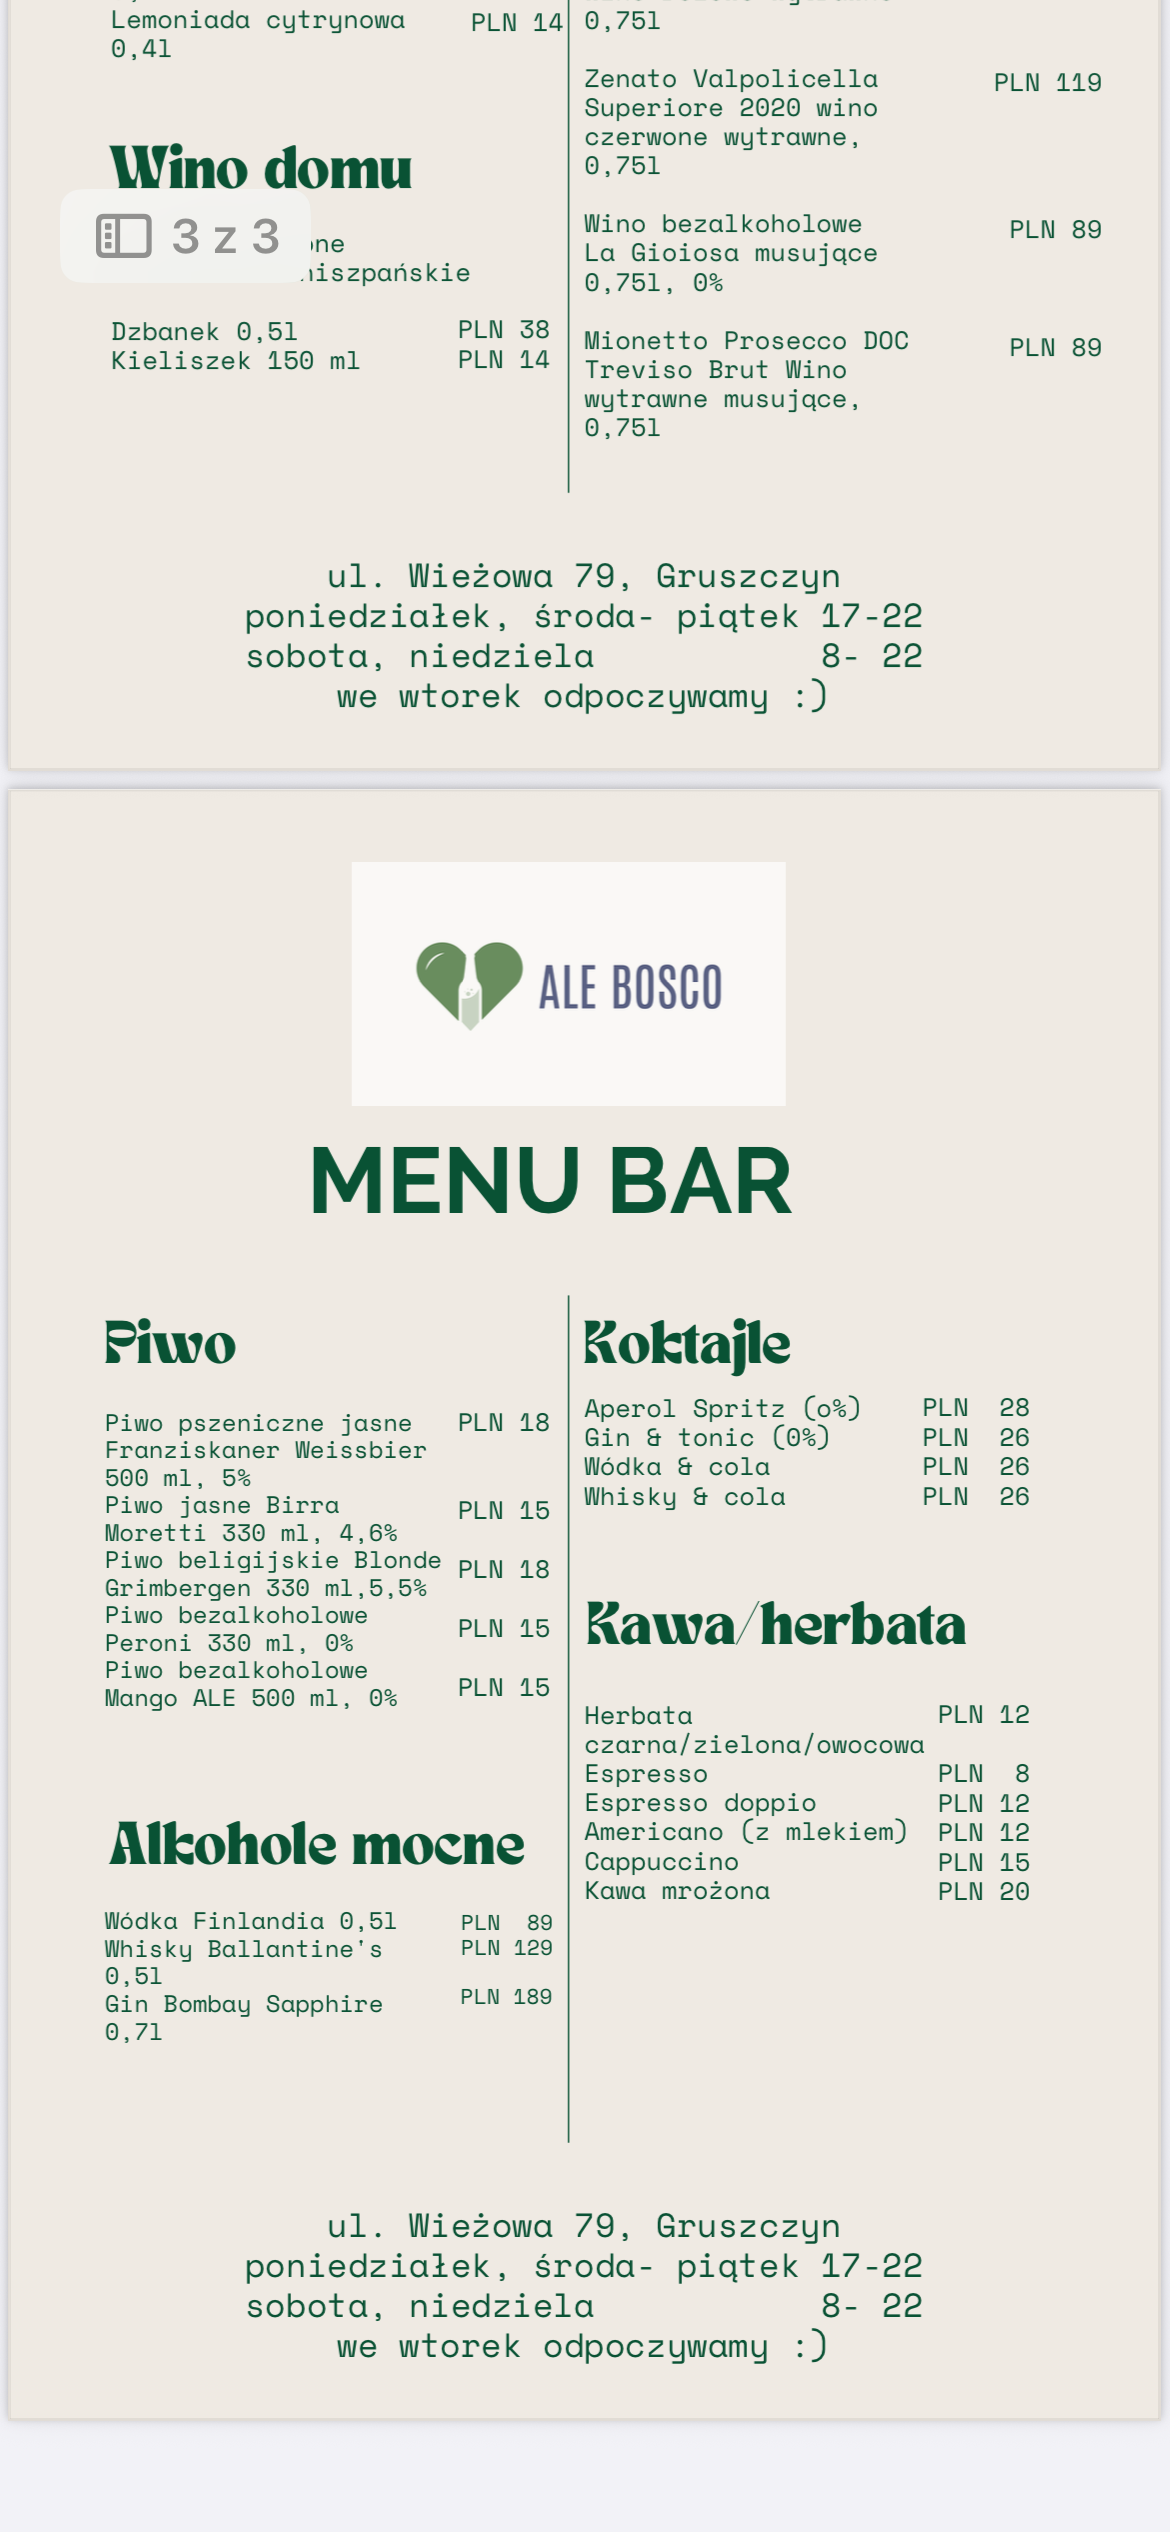 Lemoniada cytrynowa PLN 14
0,4l
Wino domu
3 z 3
hiszpańskie
Dzbanek 0,5l PLN 38
Kieliszek 150 ml PLN 14
0,75l
Zenato Valpolicella PLN 119
Superiore 2020 wino
czerwone wytrawne,
0,75l
Wino bezalkoholowe PLN 89
La Gioiosa musujące
0,75l, 0%
Mionetto Prosecco DOC PLN 89
Treviso Brut Wino
wytrawne musujące,
0,75l
ul. Wieżowa 79, Gruszczyn
poniedziałek, środa- piątek 17-22
sobota, niedziela 8- 22
we wtorek odpoczywamy :)
ALE BOSCO
MENU BAR
Piwo
Piwo pszeniczne jasne PLN 18
Franziskaner Weissbier
500 ml, 5%
Piwo jasne Birra PLN 15
Moretti 330 ml, 4,6%
Piwo beligijskie Blonde PLN 18
Grimbergen 330 ml,5,5%
Piwo bezalkoholowe PLN 15
Peroni 330 ml, 0%
Piwo bezalkoholowe PLN 15
Mango ALE 500 ml, 0%
Alkohole mocne
Wódka Finlandia 0,5l PLN 89
Whisky Ballantine's PLN 129
0,5l
Gin Bombay Sapphire PLN 189
0,7l
Koktajle
Aperol Spritz (o%) PLN 28
Gin & tonic (0%) PLN 26
Wódka & cola PLN 26
Whisky & cola PLN 26
Kawa/herbata
Herbata PLN 12
czarna/zielona/owocowa
Espresso PLN 8
Espresso doppio PLN 12
Americano (z mlekiem) PLN 12
Cappuccino PLN 15
Kawa mrożona PLN 20
ul. Wieżowa 79, Gruszczyn
poniedziałek, środa- piątek 17-22
sobota, niedziela 8- 22
we wtorek odpoczywamy :)